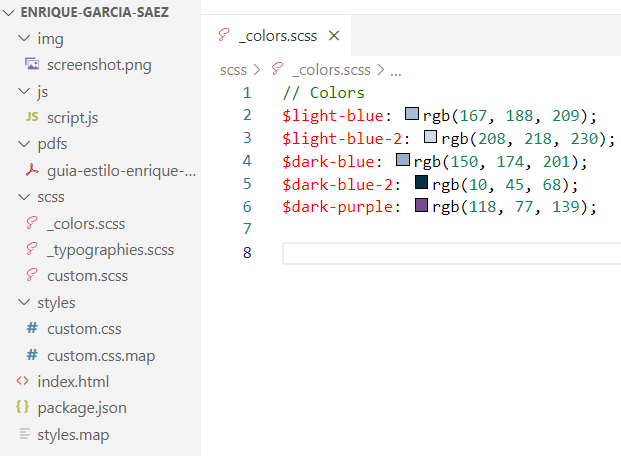 ENRIQUE-GARCIA-SAEZ
img
screenshot.png
js
JS script.js
pdfs
guia-estilo-enrique-...
scss
_colors.scss
_typographies.scss
custom.scss
styles
# custom.css
# custom.css.map
<> index.html
{} package.json
styles.map
_colors.scss ×
scss > _colors.scss > ...
1 // Colors
2 $light-blue: rgb(167, 188, 209);
3 $light-blue-2: rgb(208, 218, 230);
4 $dark-blue: rgb(150, 174, 201);
5 $dark-blue-2: rgb(10, 45, 68);
6 $dark-purple: rgb(118, 77, 139);
7
8